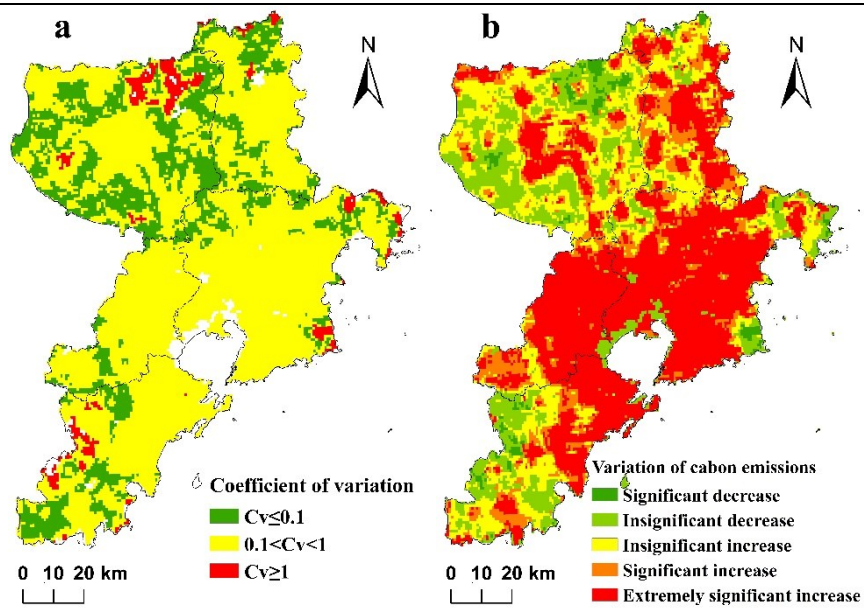 a
N
Coefficient of variation
Cv≤0.1
0.1<Cv<1
Cv≥1
0 10 20 km
b
N
Variation of cabon emissions
Significant decrease
Insignificant decrease
Insignificant increase
Significant increase
Extremely significant increase
0 10 20 km